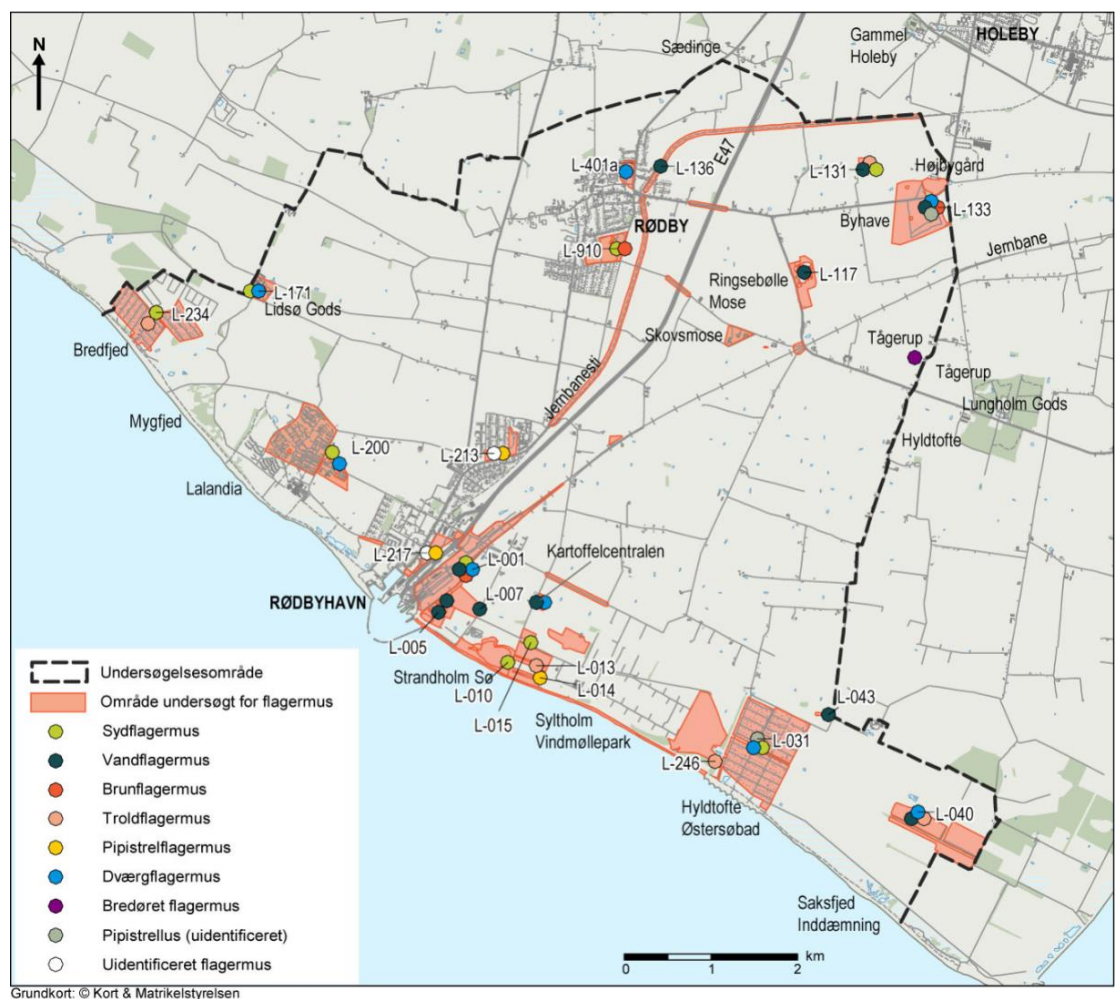 N
Sædinge
Gammel
Holeby
HOLEBY
E47
L-401a
L-136
L-131
Højbygård
RØDBY
Byhave
L-133
L-910
Ringsebølle
Mose
L-117
Jernbane
L-171
Lidsø Gods
L-234
Bredfjed
Skovsmose
Tågerup
Tågerup
Lungholm Gods
Jernbanesti
Mygfjed
L-200
L-213
Hyldtofte
Lalandia
L-217
L-001
Kartoffelcentralen
RØDBYHAVN
L-007
L-005
Strandholm Sø
L-010
L-013
L-014
L-015
Syltholm
Vindmøllepark
L-043
L-031
L-246
Hyldtofte
Østersøbad
L-040
Saksfjed
Inddæmning
Undersøgelsesområde
Område undersøgt for flagermus
Sydflagermus
Vandflagermus
Brunflagermus
Troldflagermus
Pipistrelflagermus
Dværgflagermus
Bredøret flagermus
Pipistrellus (uidentificeret)
Uidentificeret flagermus
km
0 1 2
Grundkort: © Kort & Matrikelstyrelsen